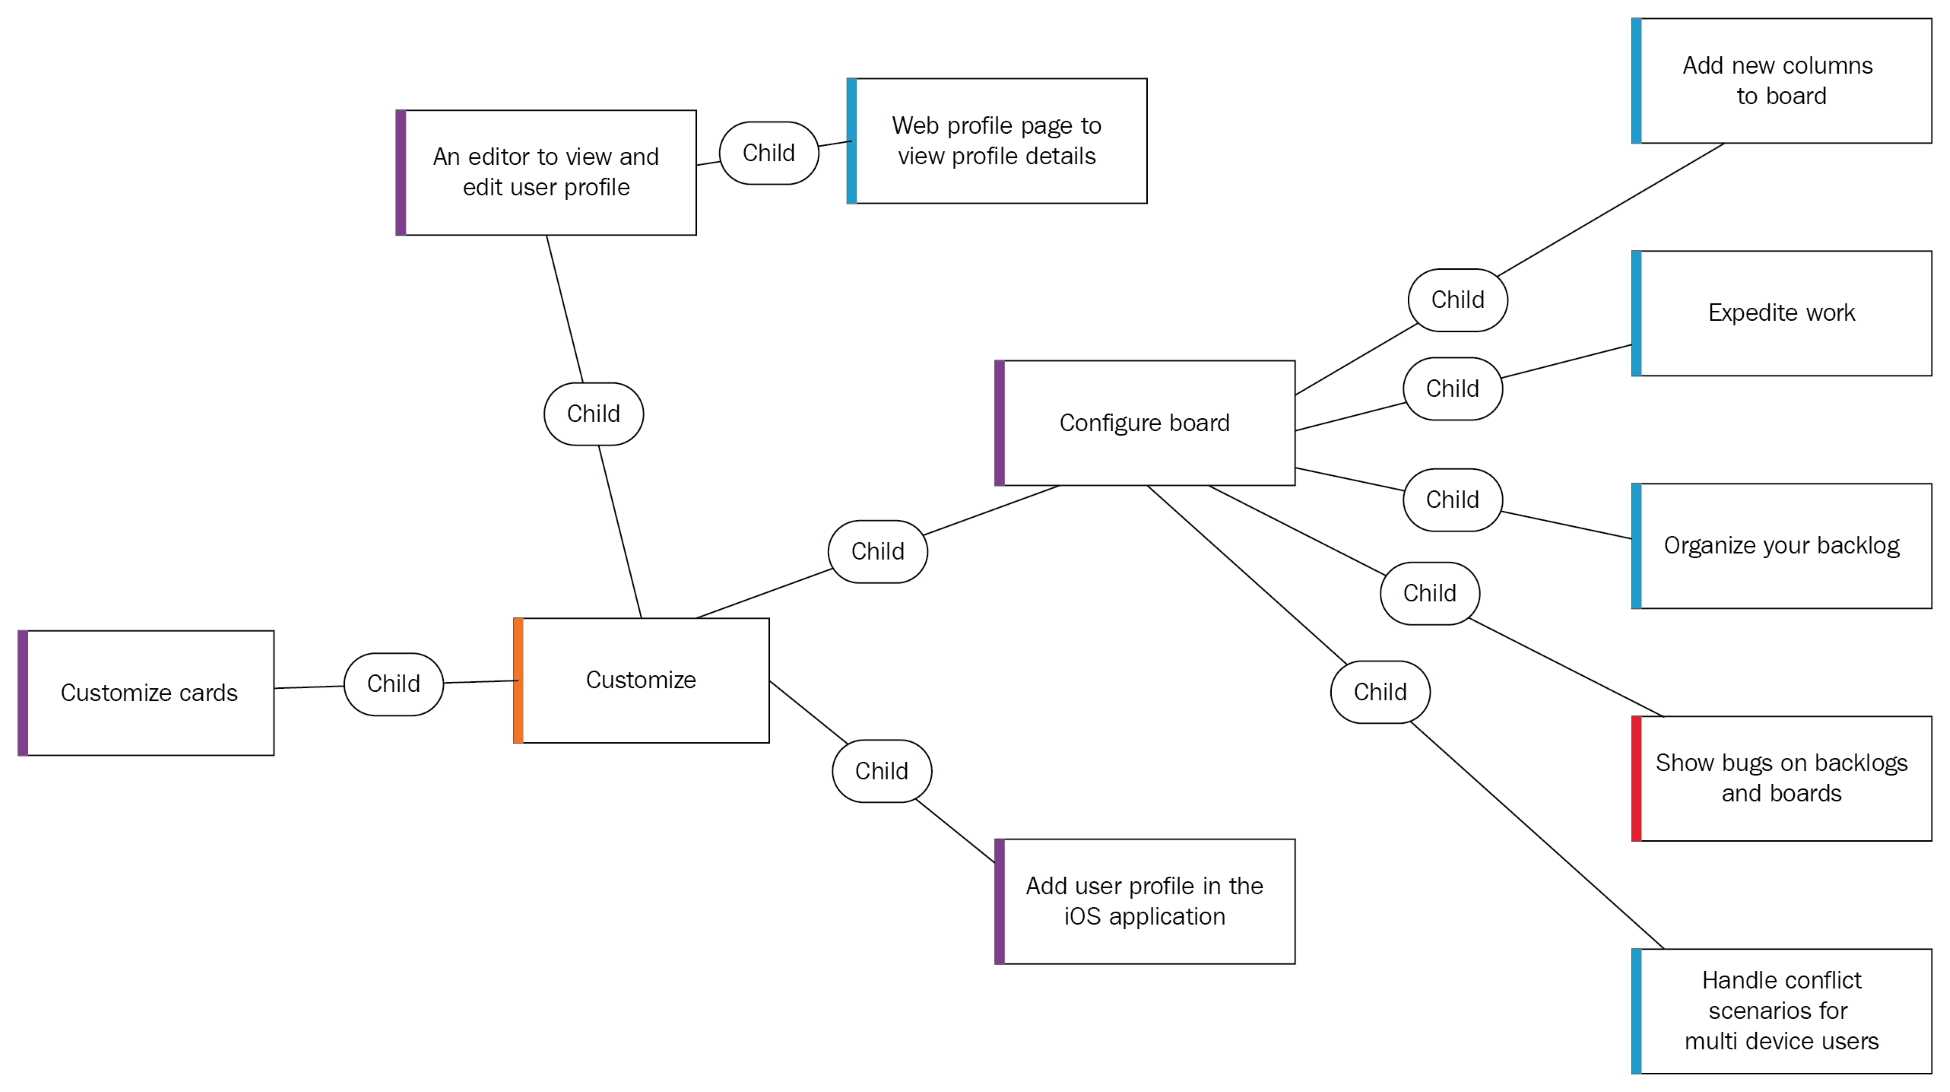 Add new columns
to board
Web profile page to
view profile details
An editor to view and
edit user profile
Child
Child
Expedite work
Child
Child
Configure board
Child
Child
Organize your backlog
Child
Child
Customize
Child
Customize cards
Child
Child
Show bugs on backlogs
and boards
Add user profile in the
iOS application
Handle conflict
scenarios for
multi device users